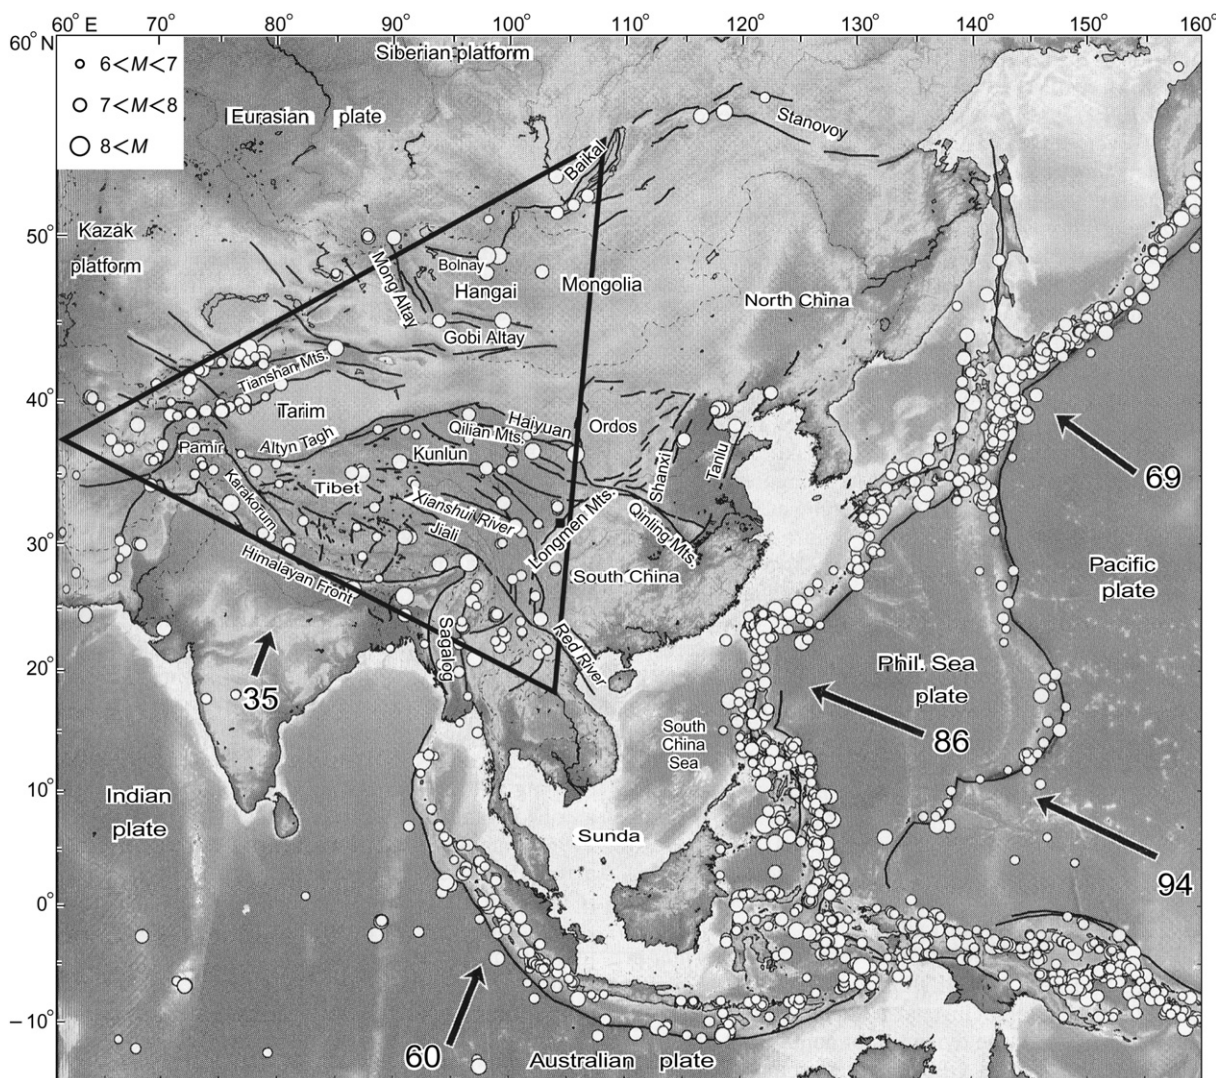 60° E 70° 80° 90° 100° 110° 120° 130° 140° 150° 160°
60° N
6<M<7
7<M<8
8<M
Siberian platform
Eurasian plate
Stanovoy
Baikal
50°
Kazak
platform
Mong Altay
Bolnay
Hangai
Mongolia
North China
Gobi Altay
Tianshan Mts.
40°
Tarim
Haiyuan
Ordos
Qilian Mts.
Altyn Tagh
Pamir
Kunlun
Shanxi
Tanlu
69
Karakorum
Tibet
Xianshui River
Jiali
Longmen Mts.
Qinling Mts.
30°
Himalayan Front
South China
Pacific
plate
Sagaing
Red River
20°
35
Phil. Sea
plate
86
South
China
Sea
10°
Indian
plate
Sunda
94
0°
60
−10°
Australian plate